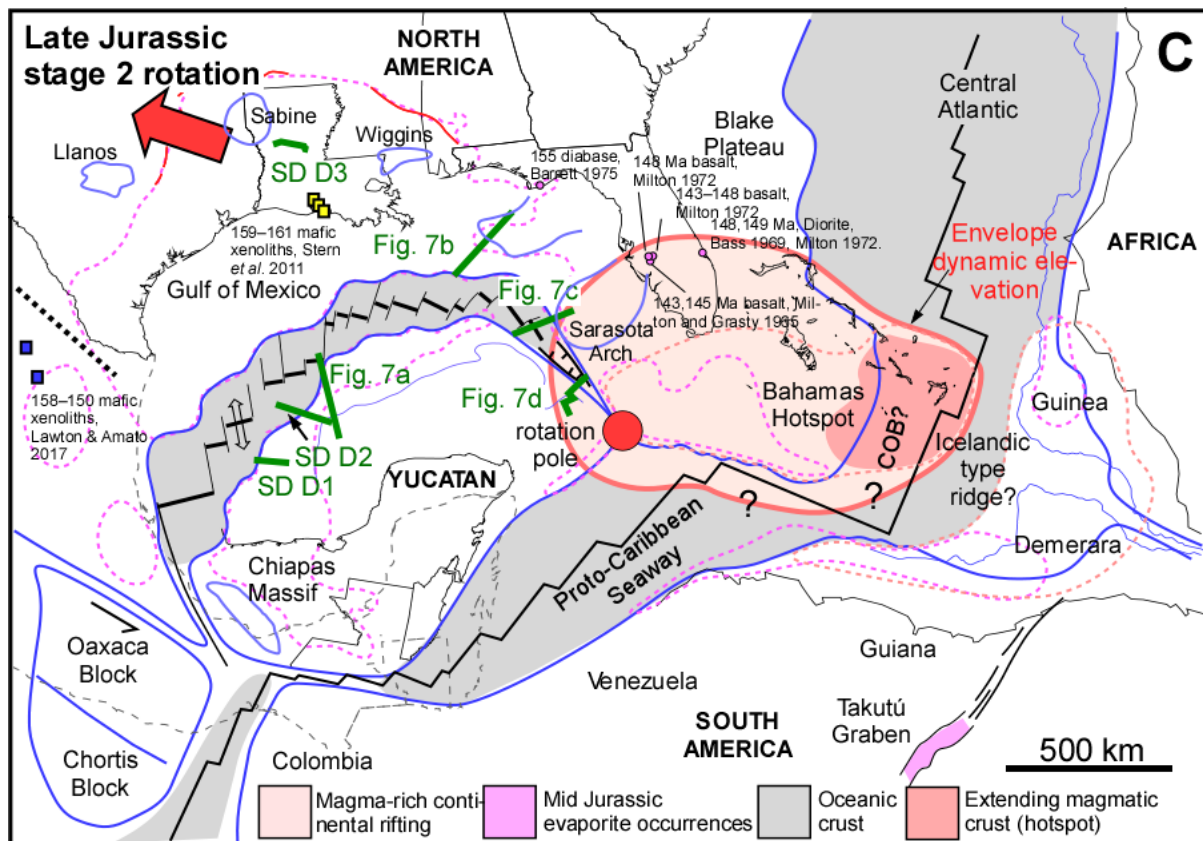 Late Jurassic
stage 2 rotation
NORTH
AMERICA
C
Central
Atlantic
Blake
Plateau
Sabine
Wiggins
Llanos
SD D3
155 diabase,
Barrett 1975
148 Ma basalt,
Milton 1972
143–148 basalt,
Milton 1972
148,149 Ma, Diorite,
Bass 1969, Milton 1972.
159–161 mafic
xenoliths, Stern
et al. 2011
Fig. 7b
Envelope
dynamic ele-
vation
AFRICA
Gulf of Mexico
Fig. 7c
143,145 Ma basalt, Mil-
ton and Grasty 1965
Sarasota
Arch
Fig. 7a
Fig. 7d
Bahamas
Hotspot
Guinea
158–150 mafic
xenoliths,
Lawton & Amato
2017
rotation
pole
COB?
Icelandic
type
ridge?
SD D2
SD D1
YUCATAN
?
?
Demerara
Chiapas
Massif
Proto-Caribbean
Seaway
Oaxaca
Block
Guiana
Venezuela
Takutú
Graben
SOUTH
AMERICA
Chortis
Block
Colombia
500 km
Magma-rich conti-
nental rifting
Mid Jurassic
evaporite occurrences
Oceanic
crust
Extending magmatic
crust (hotspot)